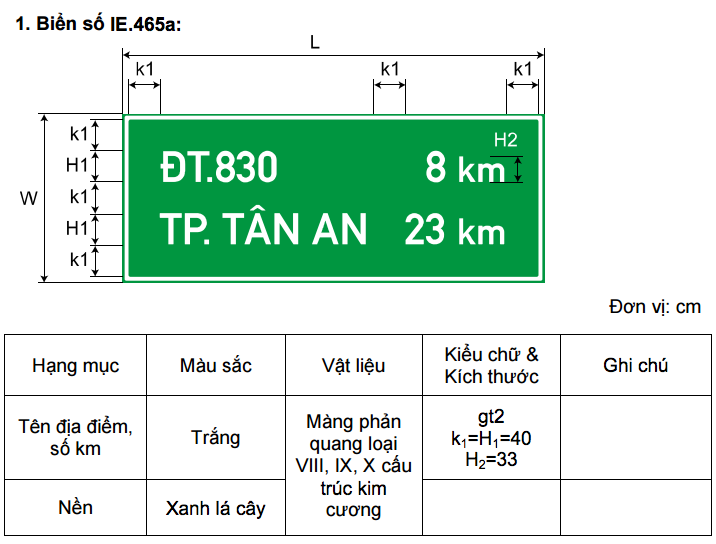 1. Biển số IE.465a:
L
k1 k1 k1
k1
H1
k1
H1
k1
W
H2
ĐT.830 8 km
TP. TÂN AN 23 km
Đơn vị: cm
Hạng mục Màu sắc Vật liệu Kiểu chữ & Kích thước Ghi chú
Tên địa điểm, số km Trắng Màng phản quang loại VIII, IX, X cấu trúc kim cương gt2 k₁=H₁=40 H₂=33
Nền Xanh lá cây